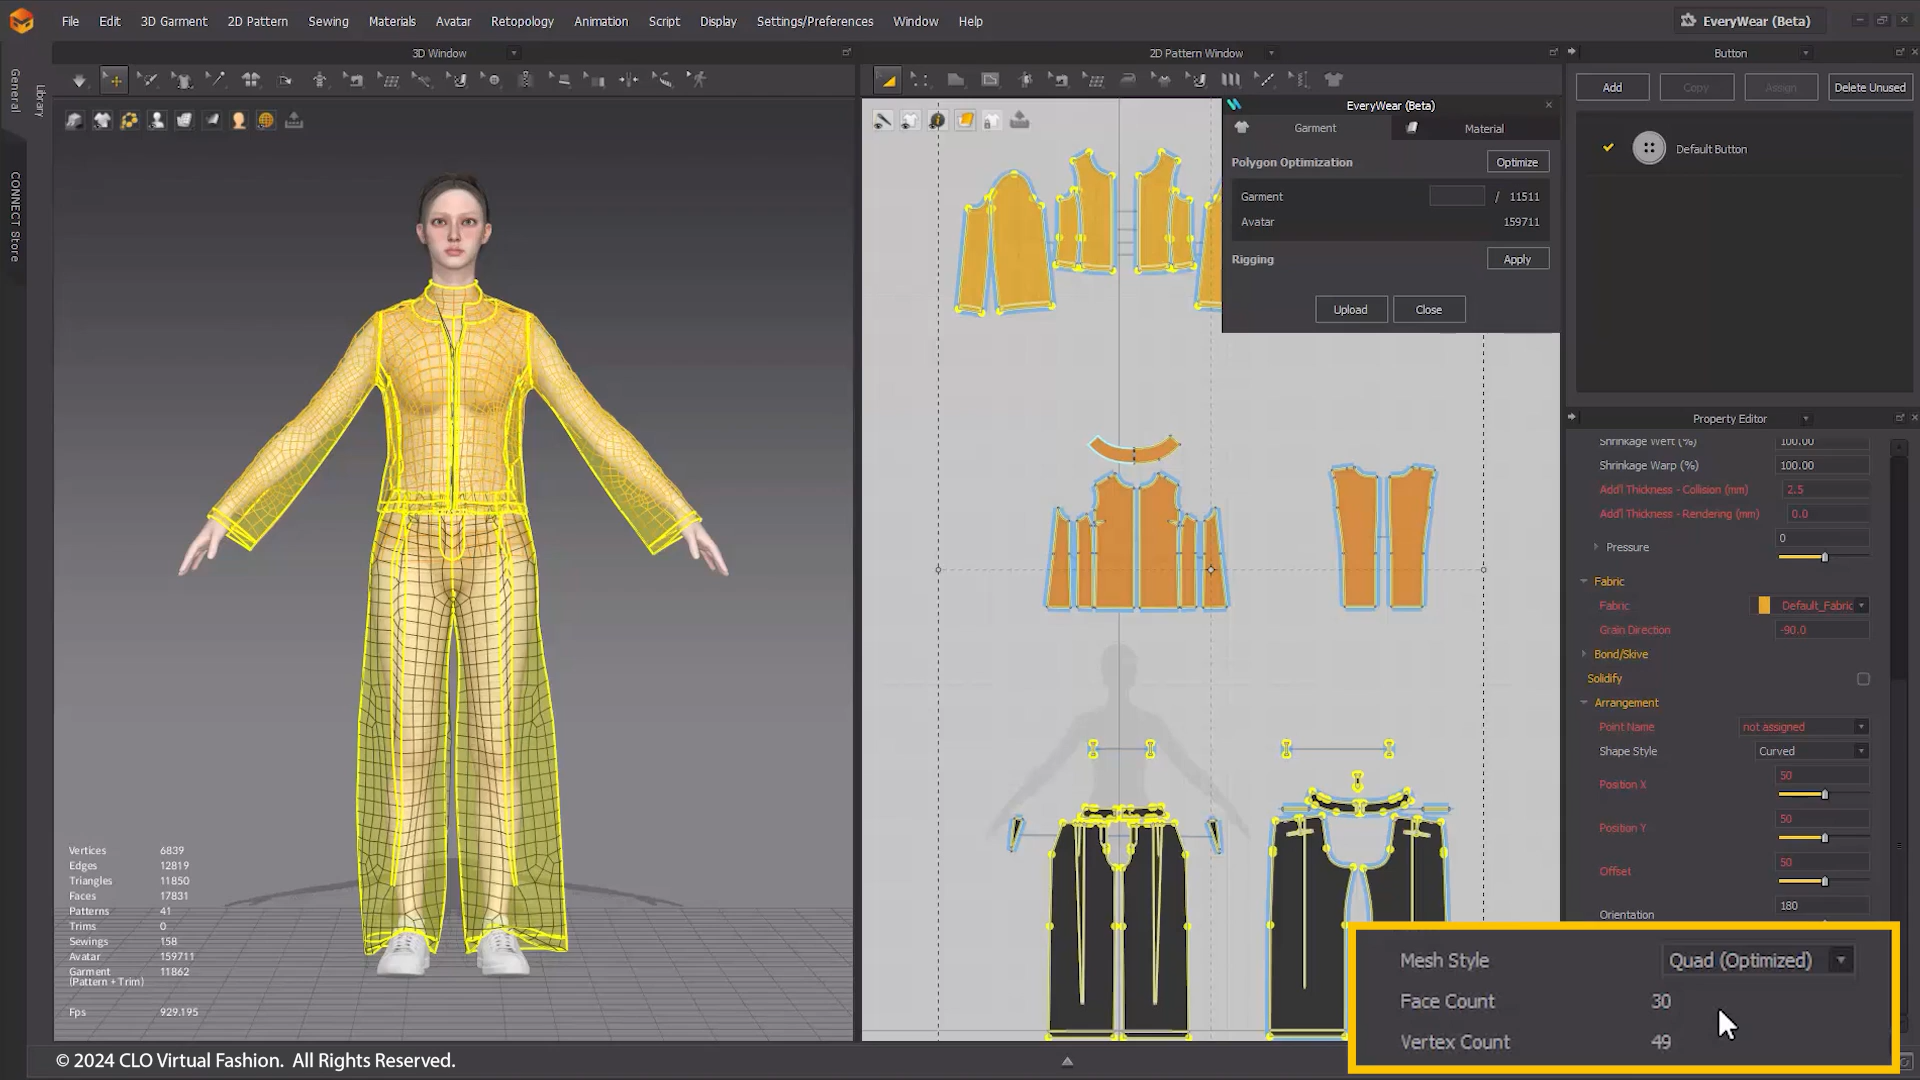 File Edit 3D Garment 2D Pattern Sewing Materials Avatar Retopology Animation Script Display Settings/Preferences Window Help
EveryWear (Beta)
General
Library
CONNECT Store
3D Window
2D Pattern Window
Button
Add Copy Assign Delete Unused
Default Button
EveryWear (Beta)
Garment Material
Polygon Optimization Optimize
Garment / 11511
Avatar 159711
Rigging Apply
Upload Close
Property Editor
Shrinkage Weft (%) 100.00
Shrinkage Warp (%) 100.00
Add'l Thickness - Collision (mm) 2.5
Add'l Thickness - Rendering (mm) 0.0
Pressure 0
Fabric
Fabric Default_Fabric
Grain Direction -90.0
Bond/Skive
Solidify
Arrangement
Point Name not assigned
Shape Style Curved
Position X 50
Position Y 50
Offset 50
Orientation 180
Mesh Style Quad (Optimized)
Face Count 30
Vertex Count 49
Vertices 6839
Edges 12819
Triangles 11850
Faces 17831
Patterns 41
Trims 0
Sewings 158
Avatar 159711
Garment 11862
(Pattern + Trim)
Fps 929.195
© 2024 CLO Virtual Fashion. All Rights Reserved.